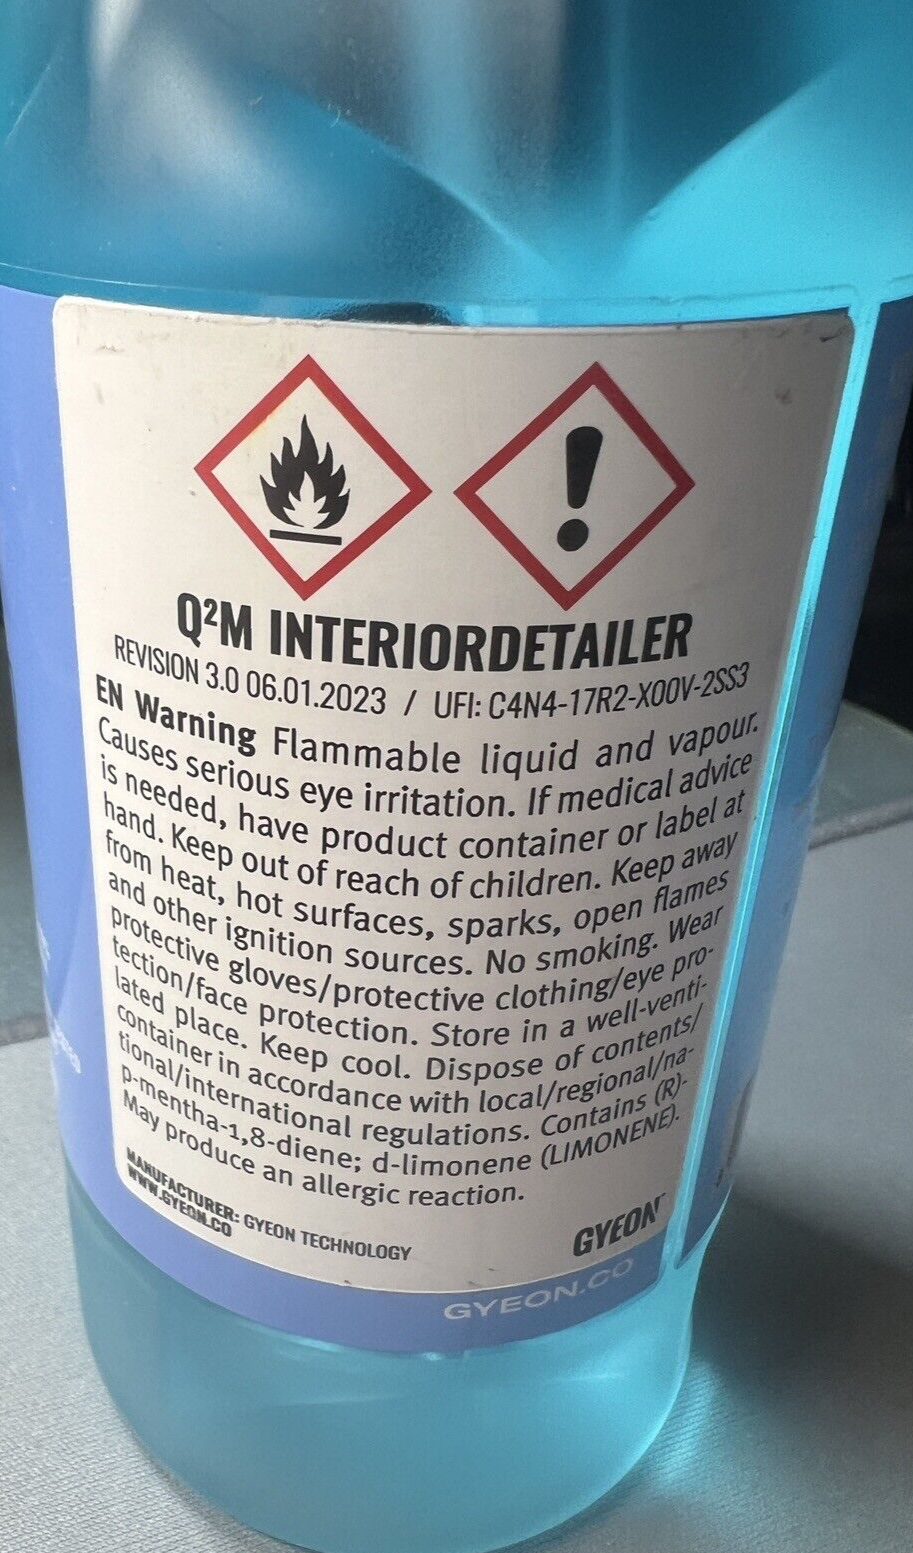 Q²M INTERIORDETAILER
REVISION 3.0 06.01.2023 / UFI: C4N4-17R2-X00V-2SS3
EN Warning Flammable liquid and vapour.
Causes serious eye irritation. If medical advice
is needed, have product container or label at
hand. Keep out of reach of children. Keep away
from heat, hot surfaces, sparks, open flames
and other ignition sources. No smoking. Wear
protective gloves/protective clothing/eye pro-
tection/face protection. Store in a well-venti-
lated place. Keep cool. Dispose of contents/
container in accordance with local/regional/na-
tional/international regulations. Contains (R)-
p-mentha-1,8-diene; d-limonene (LIMONENE).
May produce an allergic reaction.
MANUFACTURER: GYEON TECHNOLOGY
WWW.GYEON.CO
GYEON
GYEON.CO